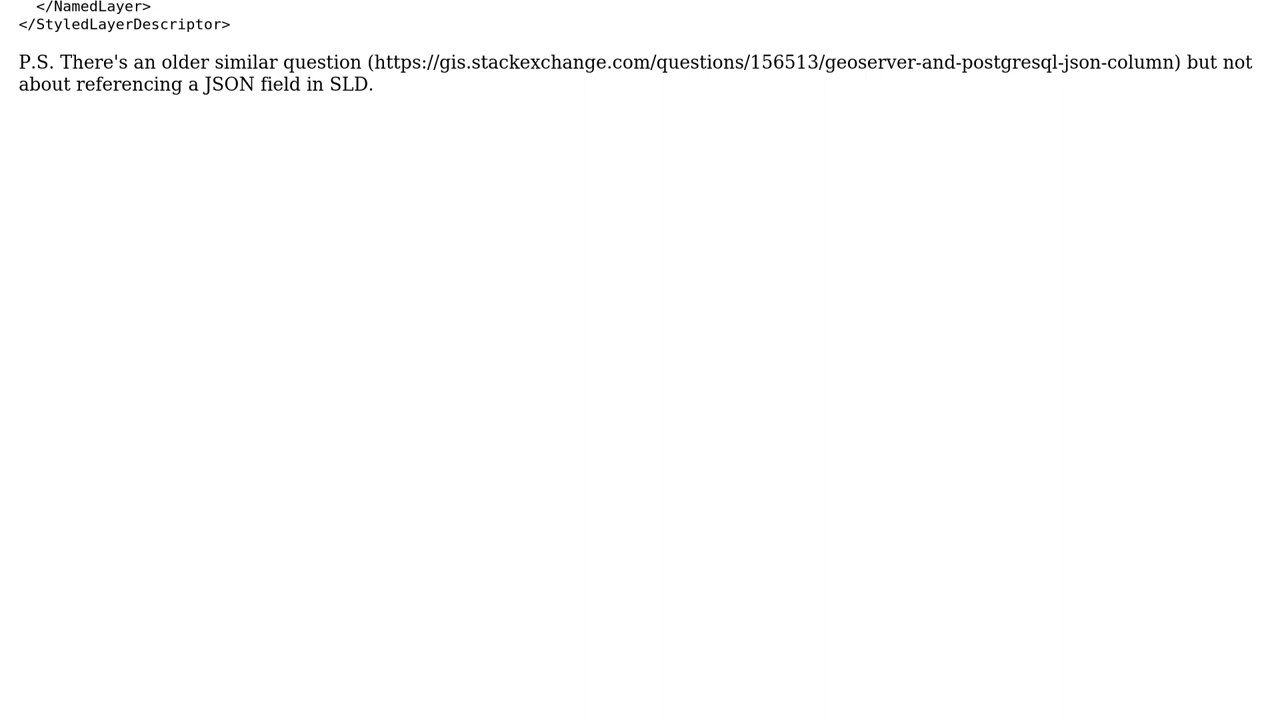 </NamedLayer>
</StyledLayerDescriptor>
P.S. There's an older similar question (https://gis.stackexchange.com/questions/156513/geoserver-and-postgresql-json-column) but not
about referencing a JSON field in SLD.